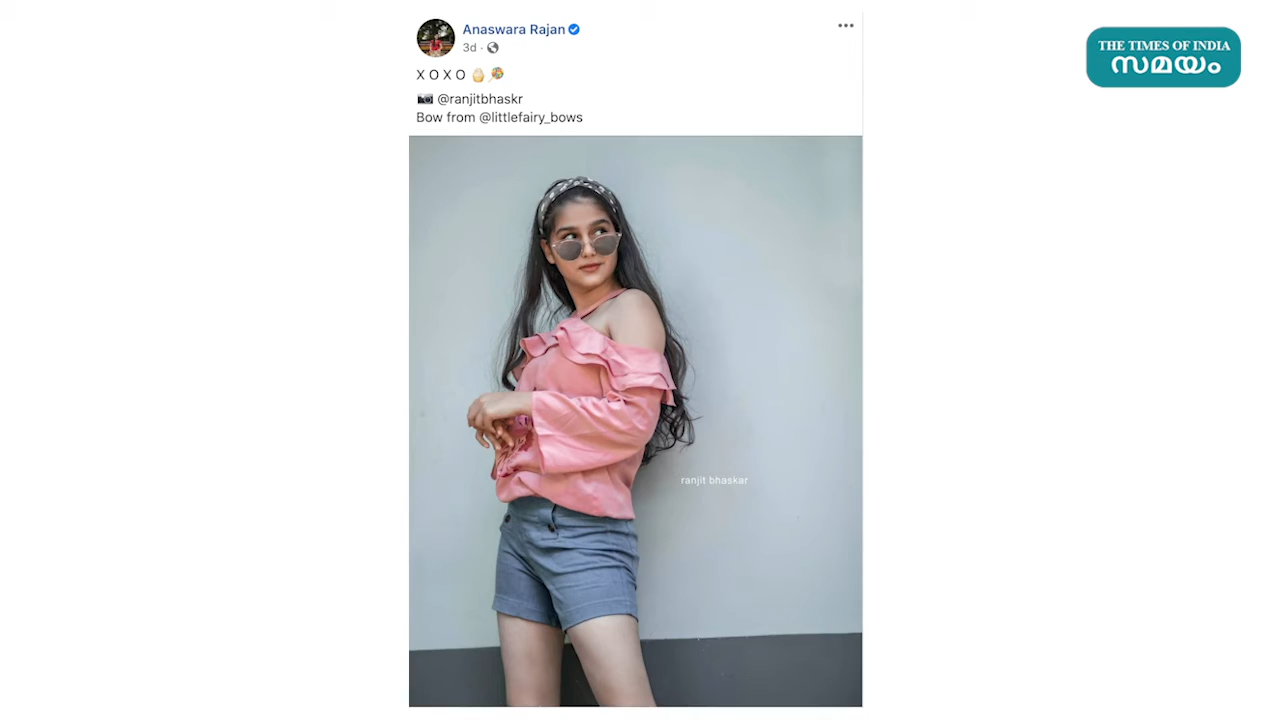 Anaswara Rajan
3d ·
X O X O 🧁🍭
📷 @ranjitbhaskr
Bow from @littlefairy_bows
THE TIMES OF INDIA
സമയം
ranjit bhaskar